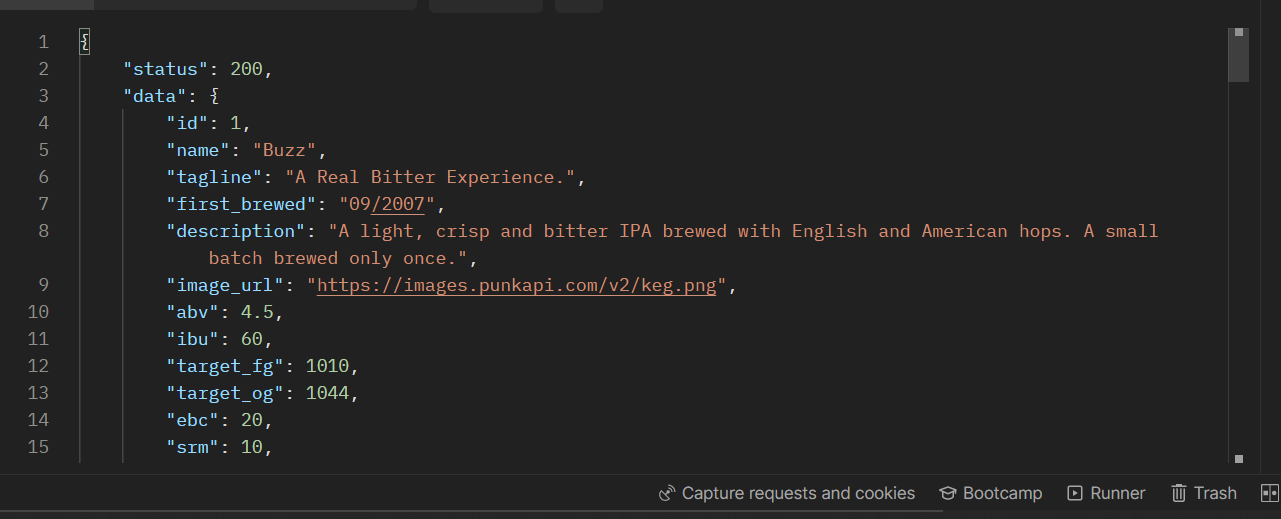 1 {
2 "status": 200,
3 "data": {
4 "id": 1,
5 "name": "Buzz",
6 "tagline": "A Real Bitter Experience.",
7 "first_brewed": "09/2007",
8 "description": "A light, crisp and bitter IPA brewed with English and American hops. A small
batch brewed only once.",
9 "image_url": "https://images.punkapi.com/v2/keg.png",
10 "abv": 4.5,
11 "ibu": 60,
12 "target_fg": 1010,
13 "target_og": 1044,
14 "ebc": 20,
15 "srm": 10,
Capture requests and cookies Bootcamp Runner Trash